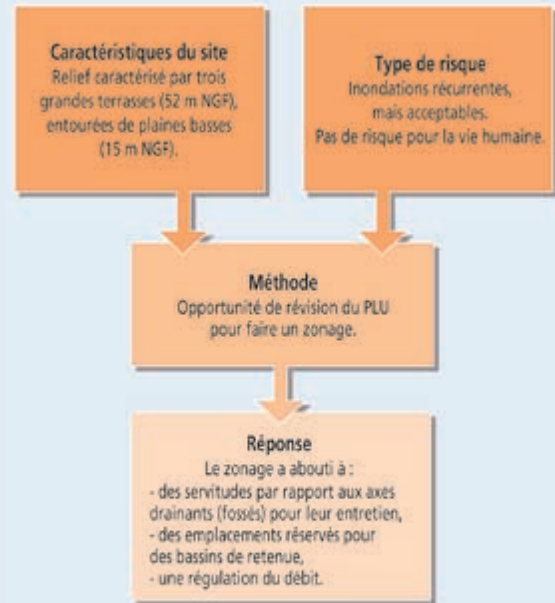 Caractéristiques du site
Relief caractérisé par trois
grandes terrasses (52 m NGF),
entourées de plaines basses
(15 m NGF).
Type de risque
Inondations récurrentes,
mais acceptables.
Pas de risque pour la vie humaine.
Méthode
Opportunité de révision du PLU
pour faire un zonage.
Réponse
Le zonage a abouti à :
- des servitudes par rapport aux axes
drainants (fossés) pour leur entretien,
- des emplacements réservés pour
des bassins de retenue,
- une régulation du débit.